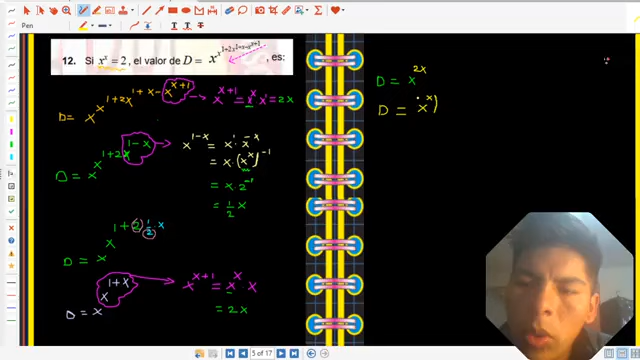 Pen
12. Si x^x = 2, el valor de D = x^x^1+2x^1+x-x^x+1, es:
D = x^x^1+2x^1+x-x^x+1 → x^x+1 = x^x x^1 = 2x
D = x^x^1+2x^1-x → x^1-x = x^1 · x^-x
= x · (x^x)^-1
= x · 2^-1
= 1/2 x
D = x^x^1+2·1/2·x
D = x^x^1+x → x^x+1 = x^x · x
= 2x
D = x^2x
D = x^x)
5 of 17